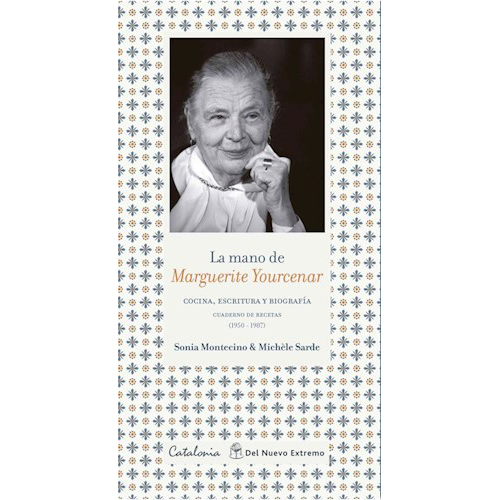 La mano de
Marguerite Yourcenar
COCINA, ESCRITURA Y BIOGRAFÍA
CUADERNO DE RECETAS
(1950 - 1987)
Sonia Montecino & Michèle Sarde
Catalonia Del Nuevo Extremo